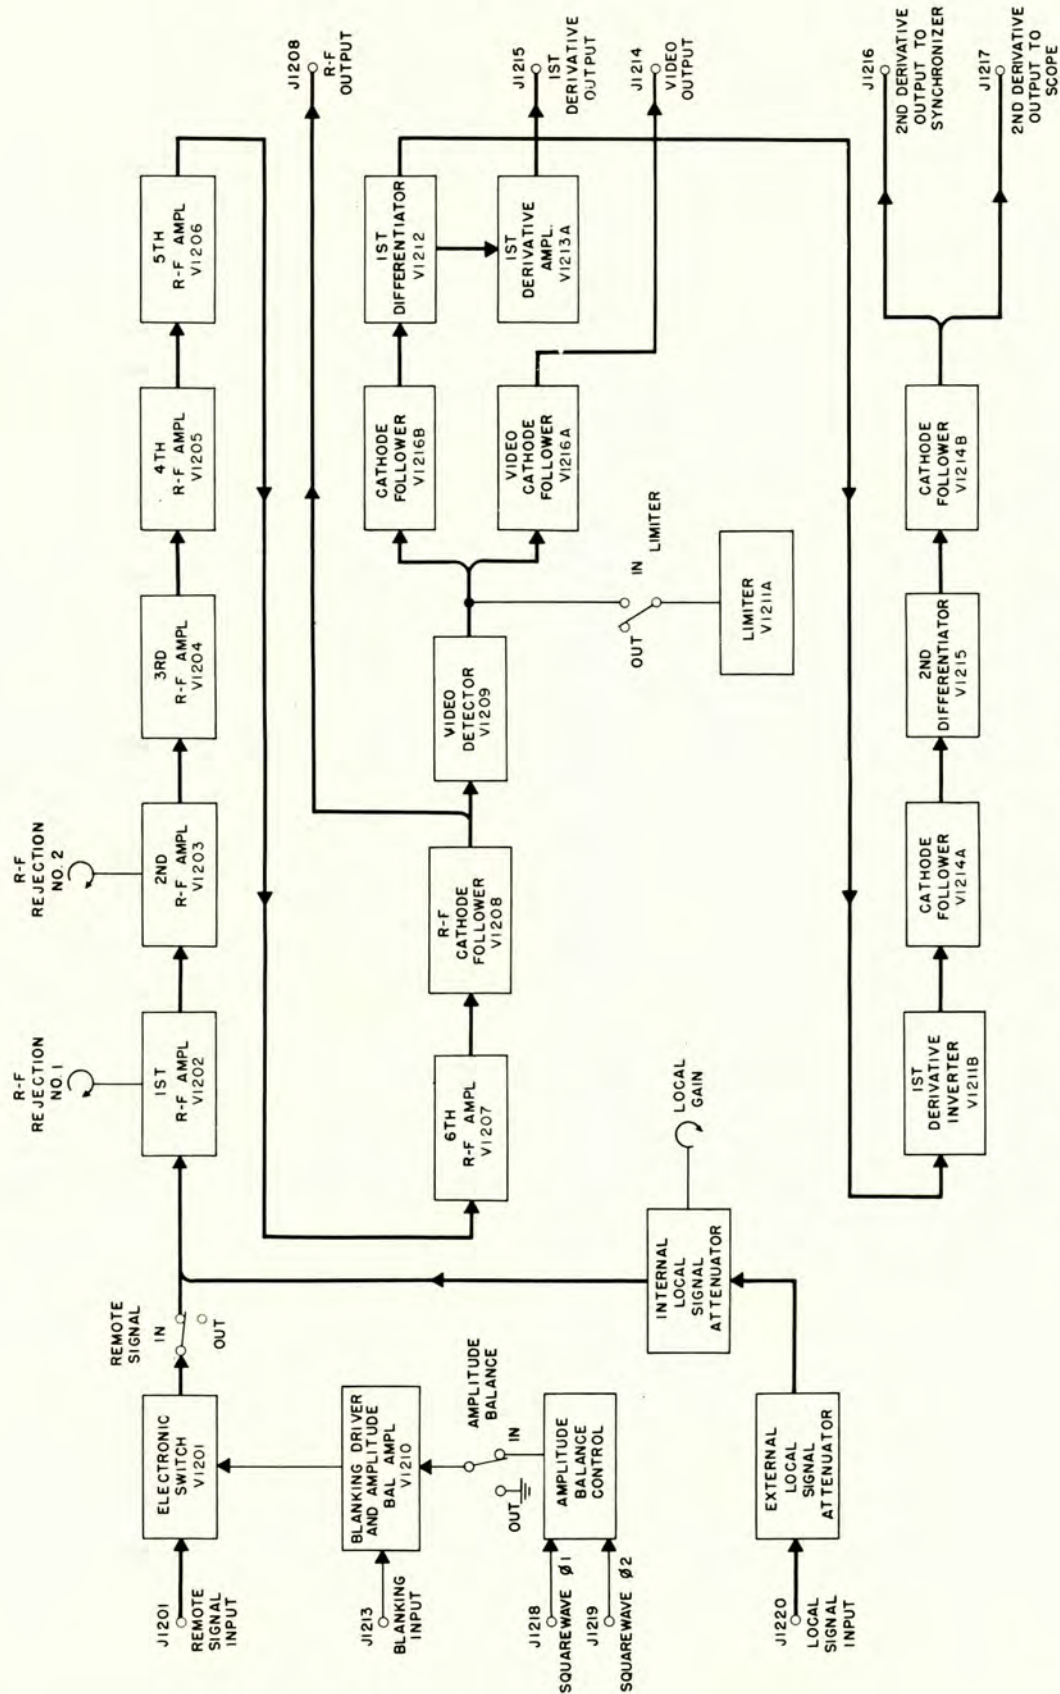 J1201
REMOTE
SIGNAL
INPUT
ELECTRONIC
SWITCH
V1201
REMOTE
SIGNAL
IN
OUT
R-F
REJECTION
NO. 1
1ST
R-F AMPL
V1202
R-F
REJECTION
NO. 2
2ND
R-F AMPL
V1203
3RD
R-F AMPL
V1204
4TH
R-F AMPL
V1205
5TH
R-F AMPL
V1206
J1208
R-F
OUTPUT
J1213
BLANKING
INPUT
BLANKING DRIVER
AND AMPLITUDE
BAL AMPL
V1210
AMPLITUDE
BALANCE
IN
OUT
6TH
R-F AMPL
V1207
R-F
CATHODE
FOLLOWER
V1208
VIDEO
DETECTOR
V1209
CATHODE
FOLLOWER
V1216B
1ST
DIFFERENTIATOR
V1212
VIDEO
CATHODE
FOLLOWER
V1216A
1ST
DERIVATIVE
AMPL.
V1213A
J1215
1ST
DERIVATIVE
OUTPUT
J1214
VIDEO OUTPUT
J1218
SQUAREWAVE Ø1
J1219
SQUAREWAVE Ø2
AMPLITUDE
BALANCE
CONTROL
OUT
IN
LIMITER
LIMITER
V1211A
LOCAL
GAIN
INTERNAL
LOCAL
SIGNAL
ATTENUATOR
J1220
LOCAL
SIGNAL
INPUT
EXTERNAL
LOCAL
SIGNAL
ATTENUATOR
1ST
DERIVATIVE
INVERTER
V1211B
CATHODE
FOLLOWER
V1214A
2ND
DIFFERENTIATOR
V1215
CATHODE
FOLLOWER
V1214B
J1216
2ND DERIVATIVE
OUTPUT TO
SYNCHRONIZER
J1217
2ND DERIVATIVE
OUTPUT TO
SCOPE